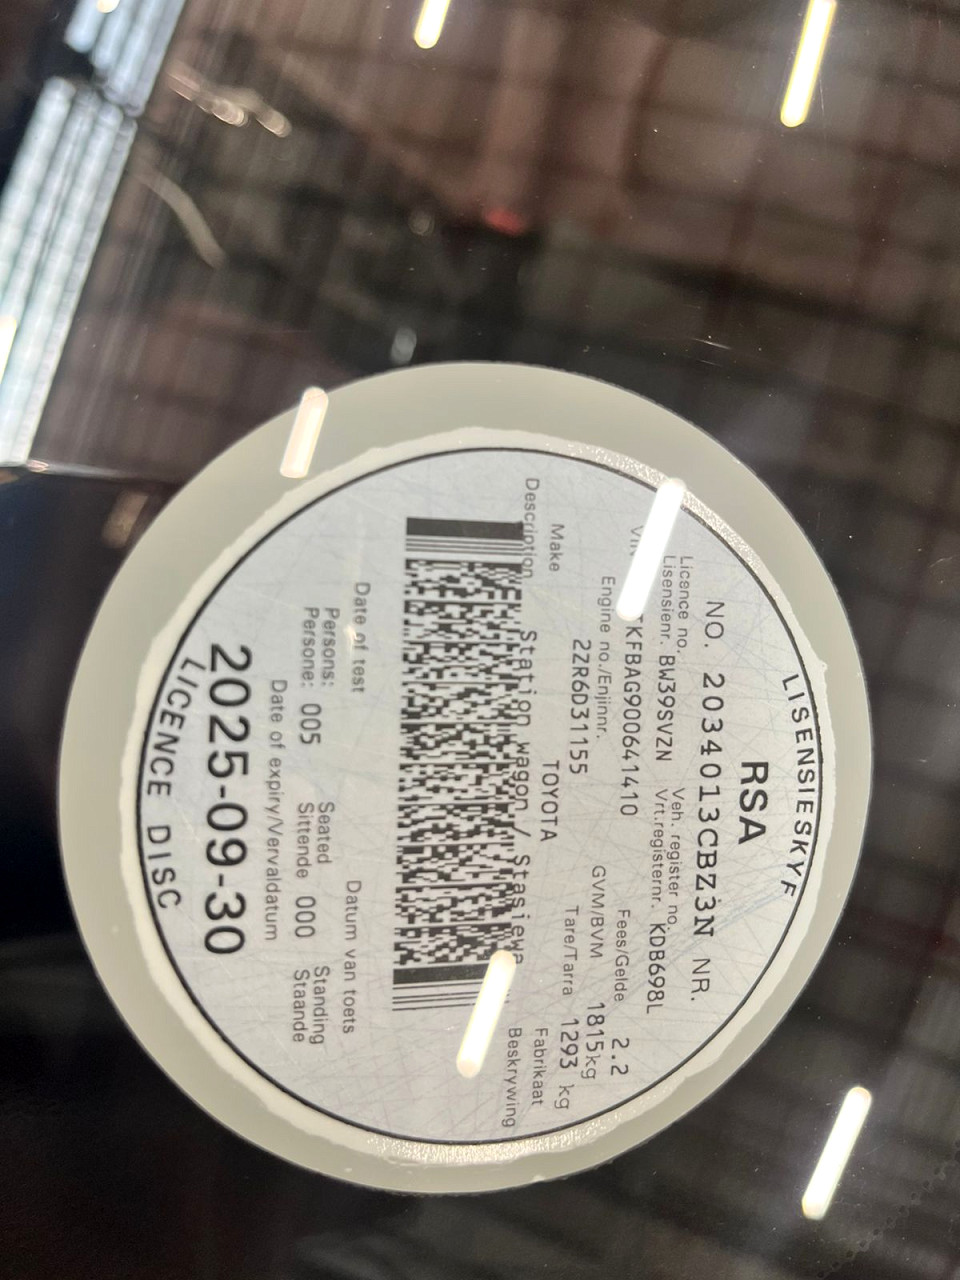 LISENSIESKYF
RSA
NO. 2034013CBZ3N NR.
Licence no. Veh. register no.
Lisensienr. BW39SVZN Vrt.registernr. KDB698L
TKFBAG900641410 Fees/Gelde 2.2
Engine no./Enjinnr. GVM/BVM 1815kg
2ZR6D31155 Tare/Tarra 1293 kg
Make TOYOTA Fabrikaat
Description Station wagon / Stasiewa Beskrywing
Date of test Datum van toets
Persons: Seated Standing
Persone: 005 Sittende 000 Staande
Date of expiry/Vervaldatum
2025-09-30
LICENCE DISC